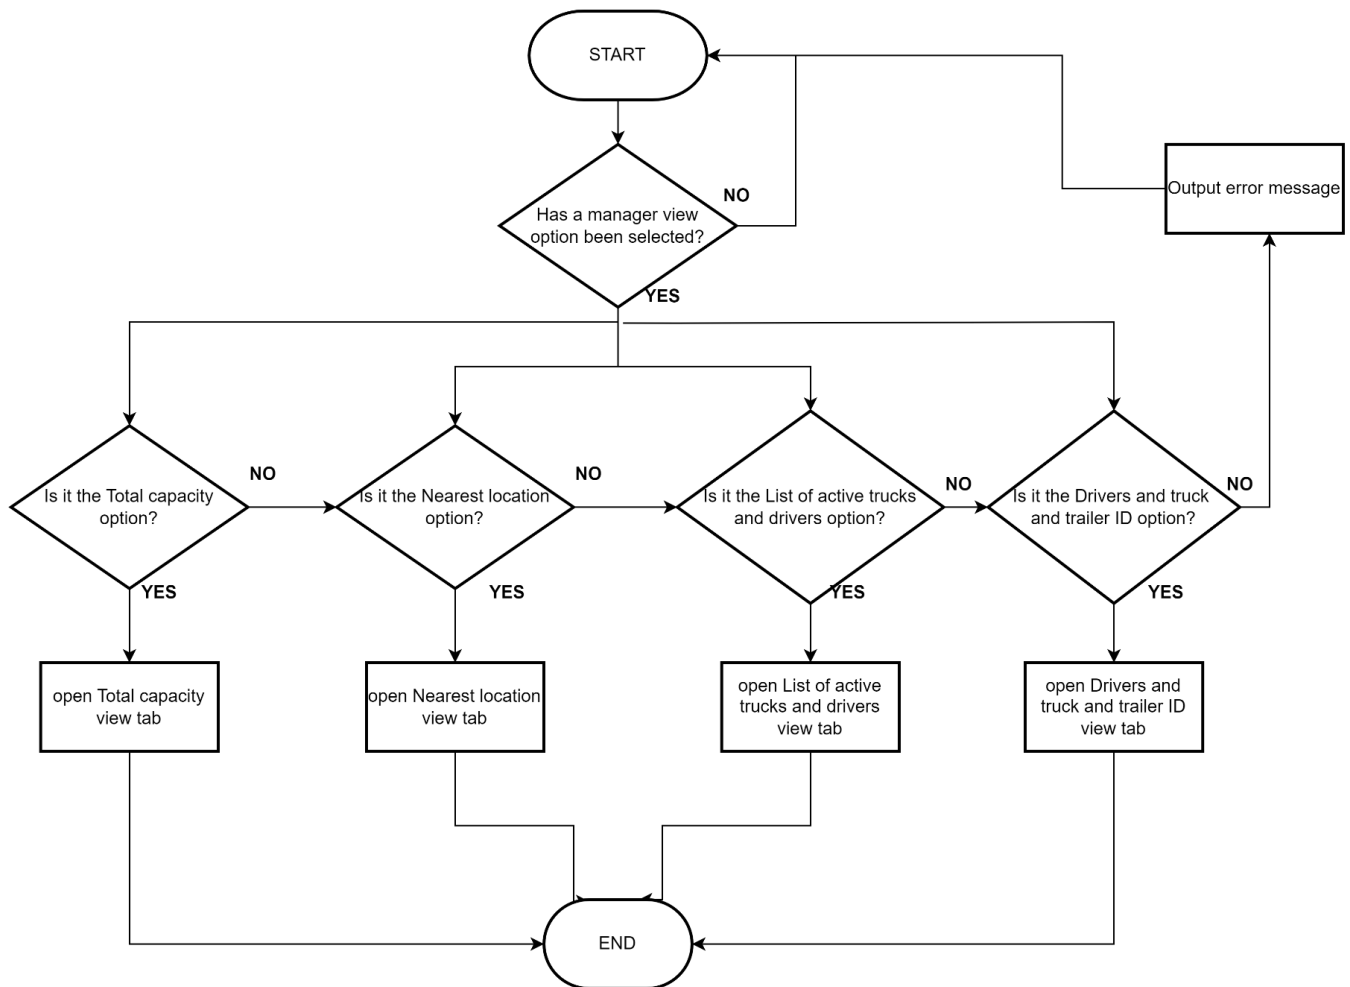 START
Output error message
NO
Has a manager view
option been selected?
YES
NO
NO
NO
NO
Is it the Total capacity
option?
Is it the Nearest location
option?
Is it the List of active trucks
and drivers option?
Is it the Drivers and truck
and trailer ID option?
YES
YES
YES
YES
open Total capacity
view tab
open Nearest location
view tab
open List of active
trucks and drivers
view tab
open Drivers and
truck and trailer ID
view tab
END